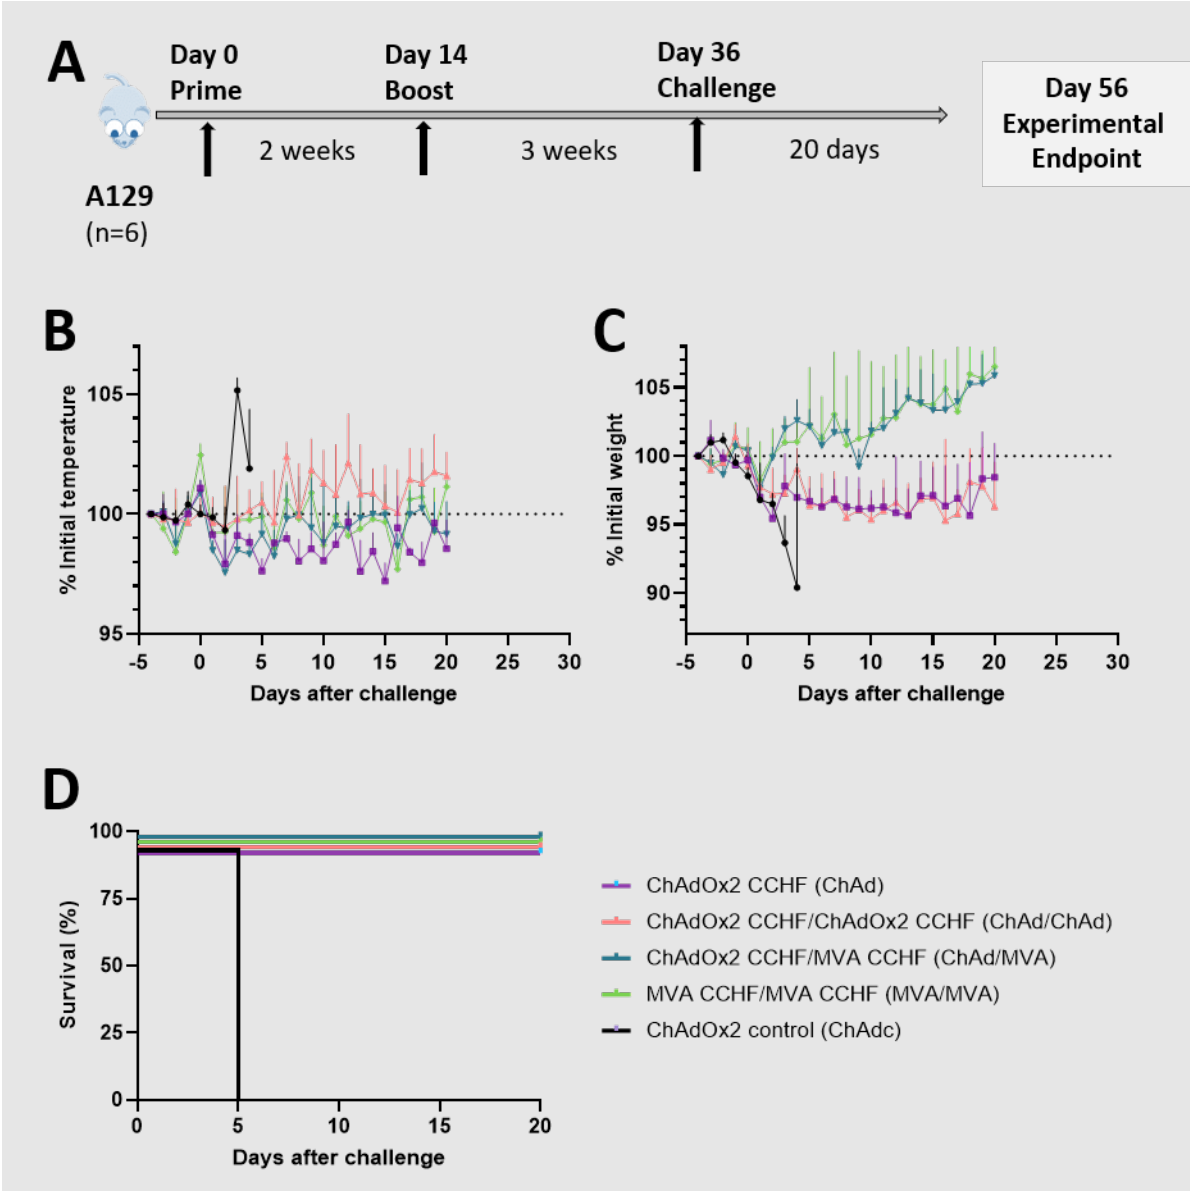 A
Day 0
Prime
Day 14
Boost
Day 36
Challenge
Day 56
Experimental
Endpoint
2 weeks
3 weeks
20 days
A129
(n=6)
B
% Initial temperature
105
100
95
-5 0 5 10 15 20 25 30
Days after challenge
C
% Initial weight
105
100
95
90
-5 0 5 10 15 20 25 30
Days after challenge
D
Survival (%)
100
75
50
25
0
0 5 10 15 20
Days after challenge
ChAdOx2 CCHF (ChAd)
ChAdOx2 CCHF/ChAdOx2 CCHF (ChAd/ChAd)
ChAdOx2 CCHF/MVA CCHF (ChAd/MVA)
MVA CCHF/MVA CCHF (MVA/MVA)
ChAdOx2 control (ChAdc)